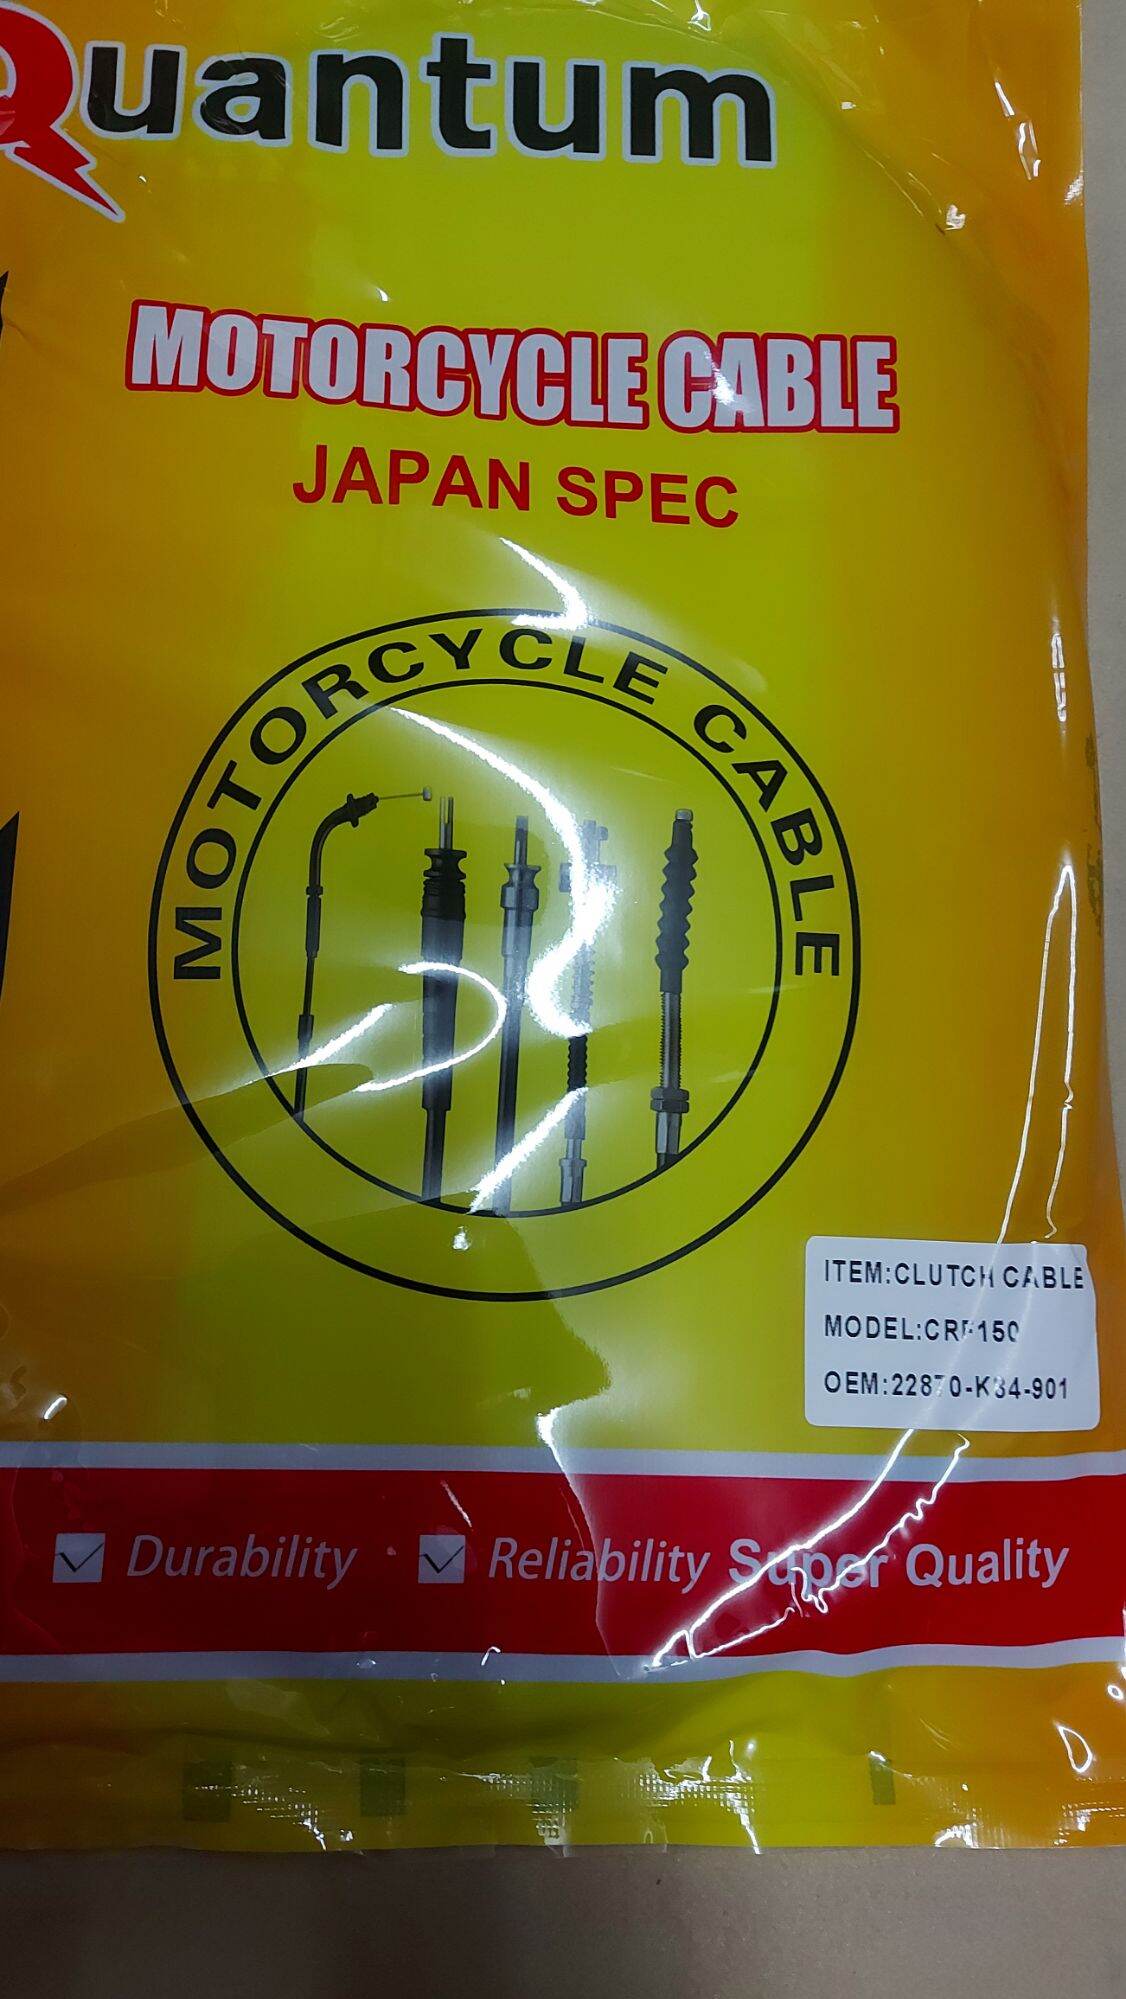 Quantum
MOTORCYCLE CABLE
JAPAN SPEC
MOTORCYCLE CABLE
ITEM:CLUTCH CABLE
MODEL:CRF150
OEM:22870-K84-901
Durability Reliability Super Quality